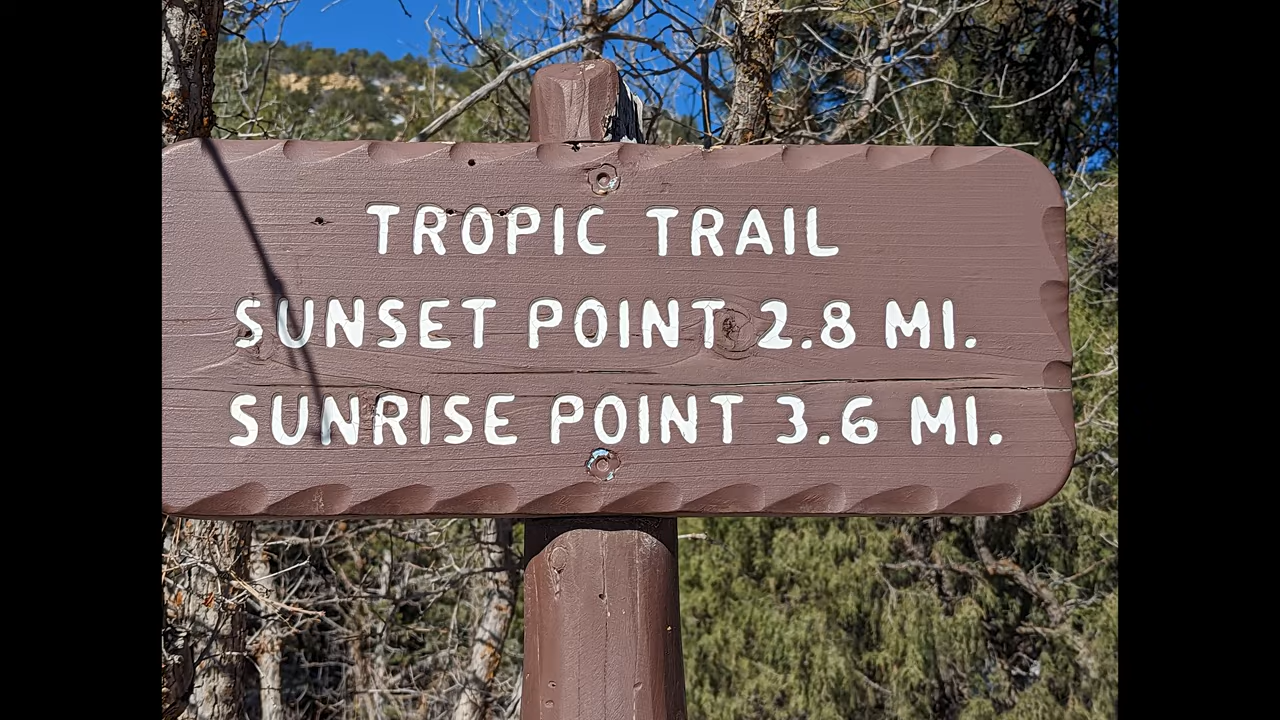 TROPIC TRAIL
SUNSET POINT 2.8 MI.
SUNRISE POINT 3.6 MI.